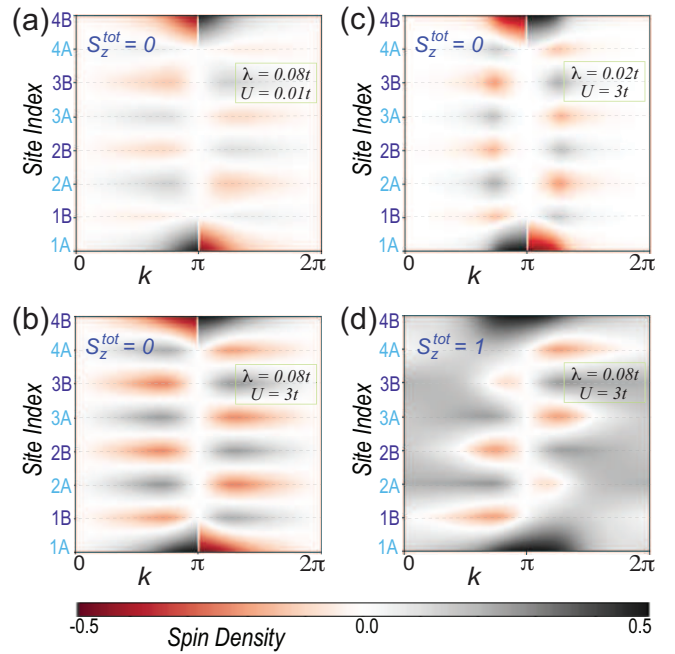 (a)
4B
4A
3B
3A
2B
2A
1B
1A
Site Index
S_z^{tot} = 0
λ = 0.08t
U = 0.01t
0
π
2π
k
(c)
4B
4A
3B
3A
2B
2A
1B
1A
Site Index
S_z^{tot} = 0
λ = 0.02t
U = 3t
0
π
2π
k
(b)
4B
4A
3B
3A
2B
2A
1B
1A
Site Index
S_z^{tot} = 0
λ = 0.08t
U = 3t
0
π
2π
k
(d)
4B
4A
3B
3A
2B
2A
1B
1A
Site Index
S_z^{tot} = 1
λ = 0.08t
U = 3t
0
π
2π
k
-0.5
0.0
0.5
Spin Density